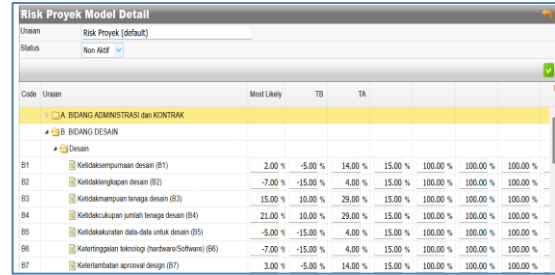 Risk Proyek Model Detail
Uraian Risk Proyek (default)
Status Non Aktif
Code Uraian Most Likely TB TA
A. BIDANG ADMINISTRASI dan KONTRAK
B. BIDANG DESAIN
Desain
B1 Ketidaksempurnaan desain (B1) 2.00 % -5.00 % 14.00 % 15.00 % 100.00 % 100.00 % 100.00 %
B2 Ketidaklengkapan desain (B2) -7.00 % -15.00 % 4.00 % 15.00 % 100.00 % 100.00 % 100.00 %
B3 Ketidakmampuan tenaga desain (B3) 15.00 % 10.00 % 29.00 % 15.00 % 100.00 % 100.00 % 100.00 %
B4 Ketidakcukupan jumlah tenaga desain (B4) 21.00 % 10.00 % 29.00 % 15.00 % 100.00 % 100.00 % 100.00 %
B5 Ketidakakuratan data-data untuk desain (B5) -5.00 % -15.00 % 4.00 % 15.00 % 100.00 % 100.00 % 100.00 %
B6 Ketertinggalan teknologi (hardware/Software) (B6) -7.00 % -15.00 % 4.00 % 15.00 % 100.00 % 100.00 % 100.00 %
B7 Keterlambatan aprooval design (B7) 3.00 % -5.00 % 14.00 % 15.00 % 100.00 % 100.00 % 100.00 %